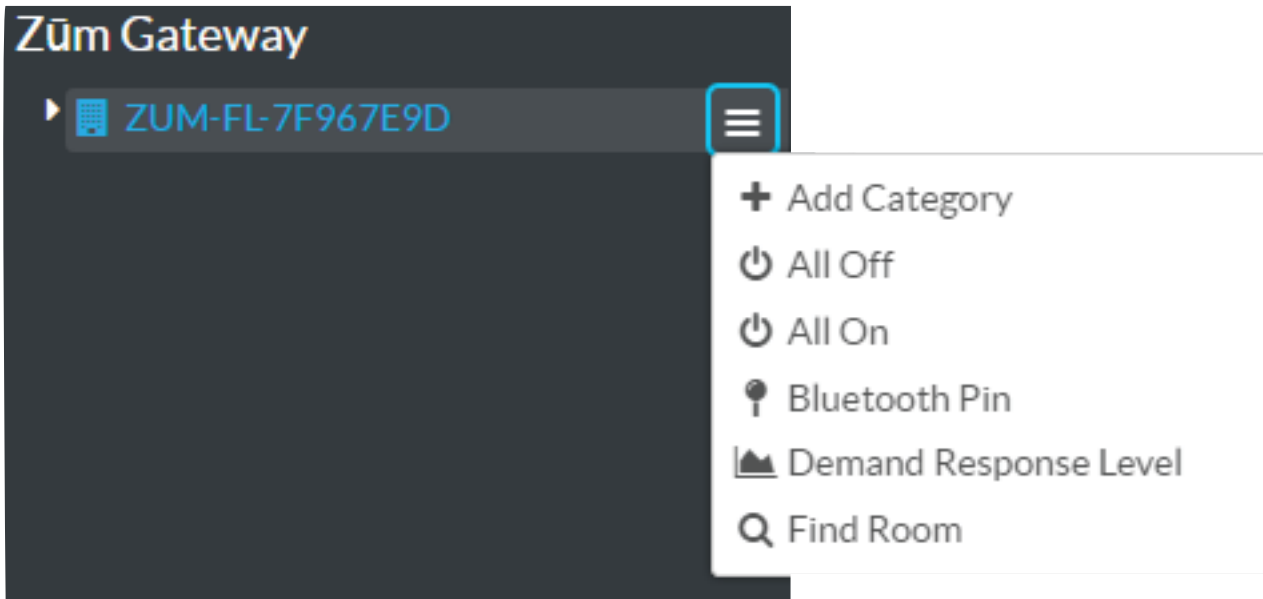 Zūm Gateway
ZUM-FL-7F967E9D
Add Category
All Off
All On
Bluetooth Pin
Demand Response Level
Find Room